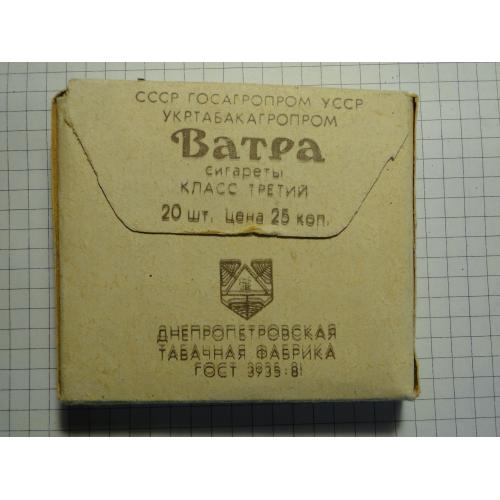 СССР ГОСАГРОПРОМ УССР
УКРТАБАКАГРОПРОМ
Ватра
сигареты
КЛАСС ТРЕТИЙ
20 шт. Цена 25 коп.
ДНЕПРОПЕТРОВСКАЯ
ТАБАЧНАЯ ФАБРИКА
ГОСТ 3935-81